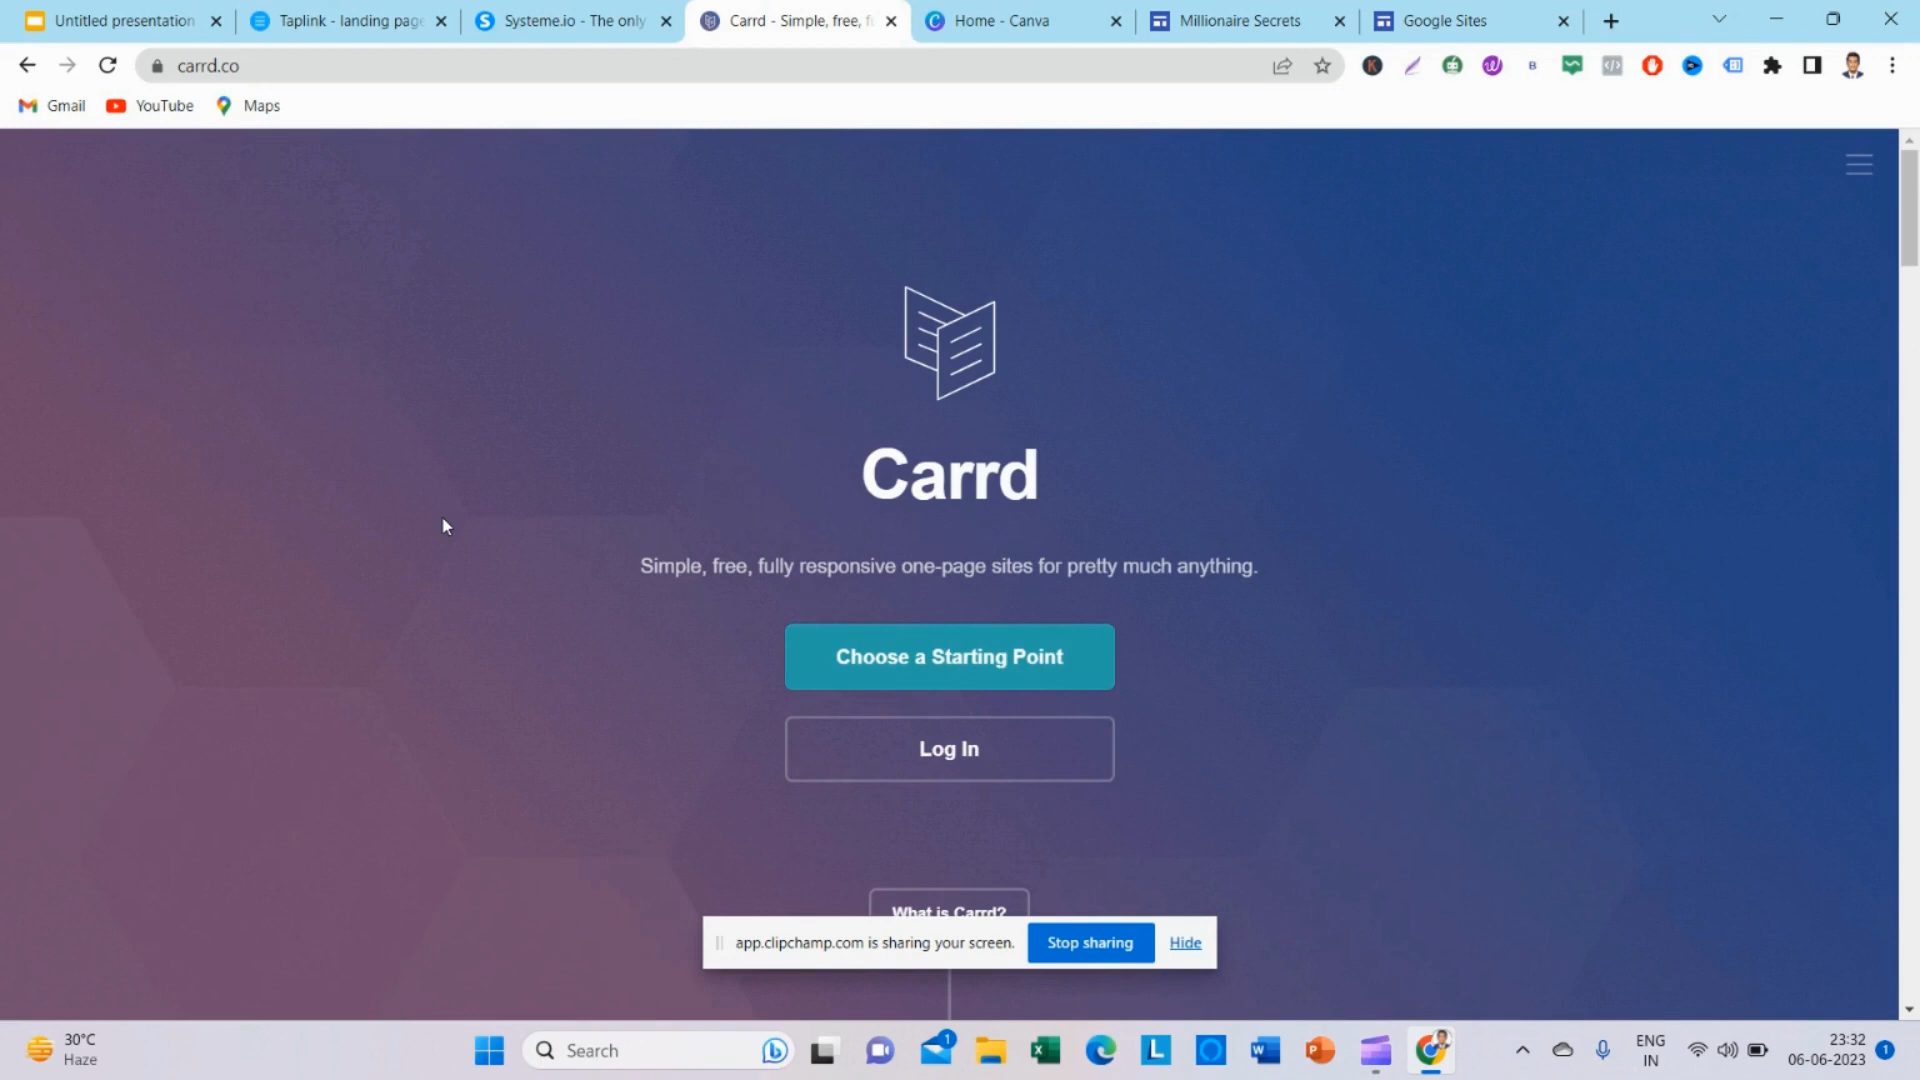 Untitled presentation
Taplink - landing page
Systeme.io - The only
Carrd - Simple, free, f
Home - Canva
Millionaire Secrets
Google Sites
carrd.co
Gmail
YouTube
Maps
Carrd
Simple, free, fully responsive one-page sites for pretty much anything.
Choose a Starting Point
Log In
What is Carrd?
app.clipchamp.com is sharing your screen.
Stop sharing
Hide
30°C
Haze
Search
1
ENG
IN
23:32
06-06-2023
1